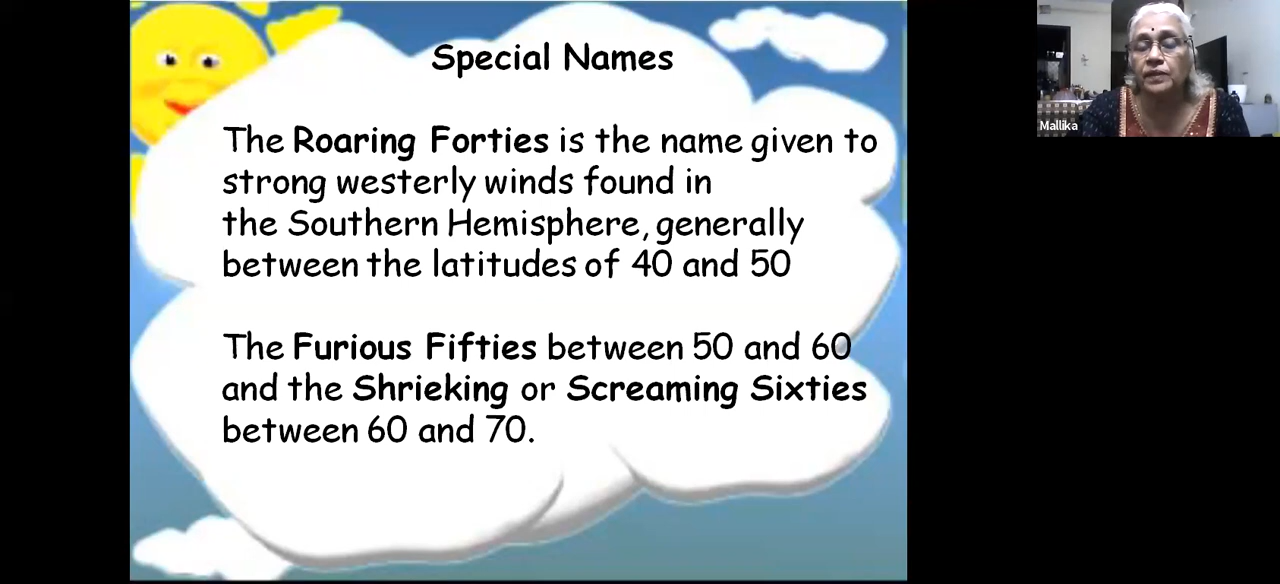 Special Names
The Roaring Forties is the name given to
strong westerly winds found in
the Southern Hemisphere, generally
between the latitudes of 40 and 50
The Furious Fifties between 50 and 60
and the Shrieking or Screaming Sixties
between 60 and 70.
Mallika